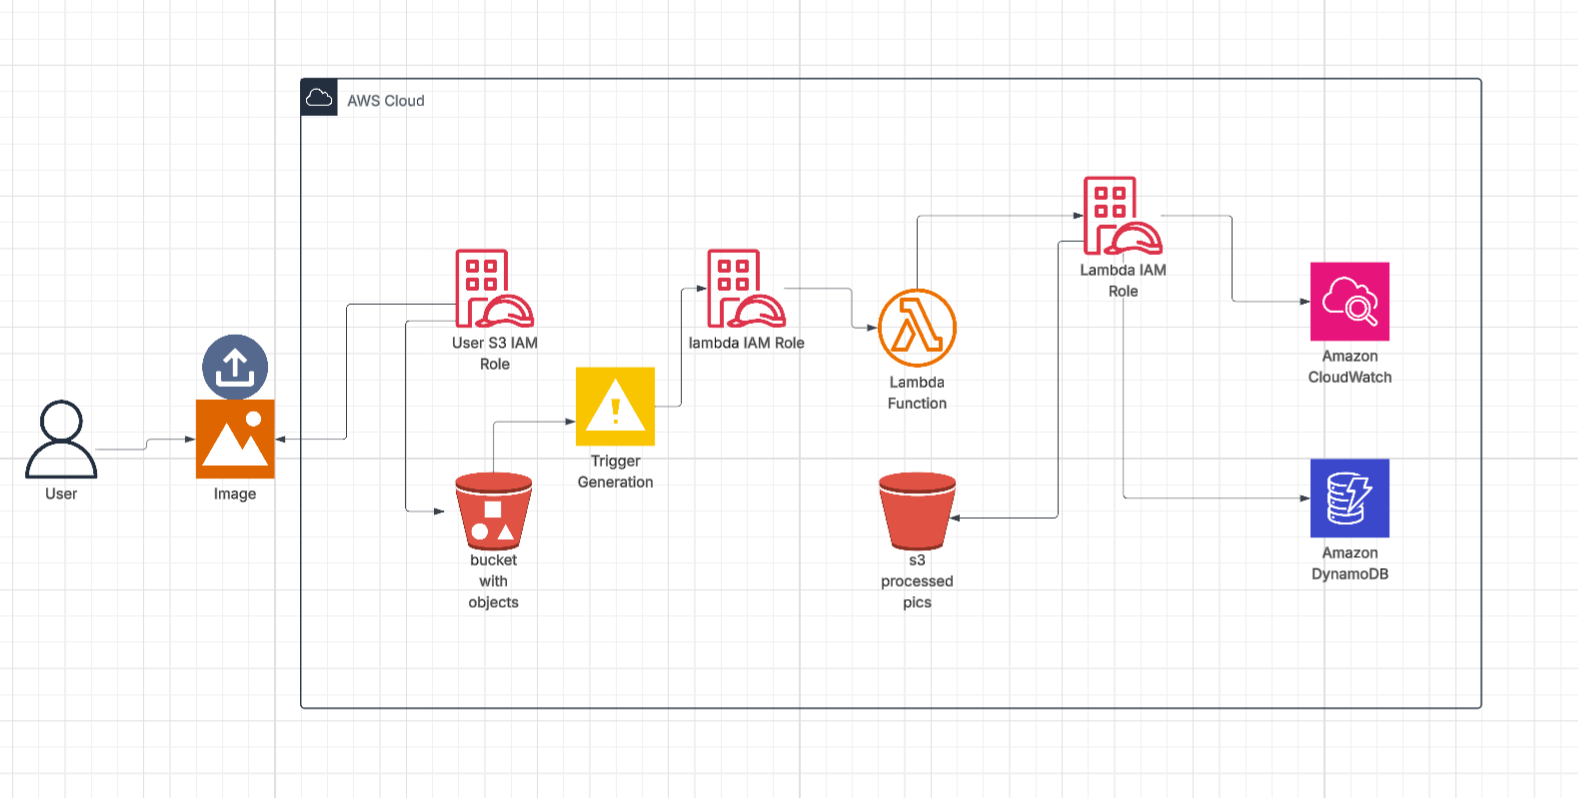 AWS Cloud
Lambda IAM
Role
User S3 IAM
Role
lambda IAM Role
Amazon
CloudWatch
Lambda
Function
Trigger
Generation
User
Image
bucket
with
objects
s3
processed
pics
Amazon
DynamoDB